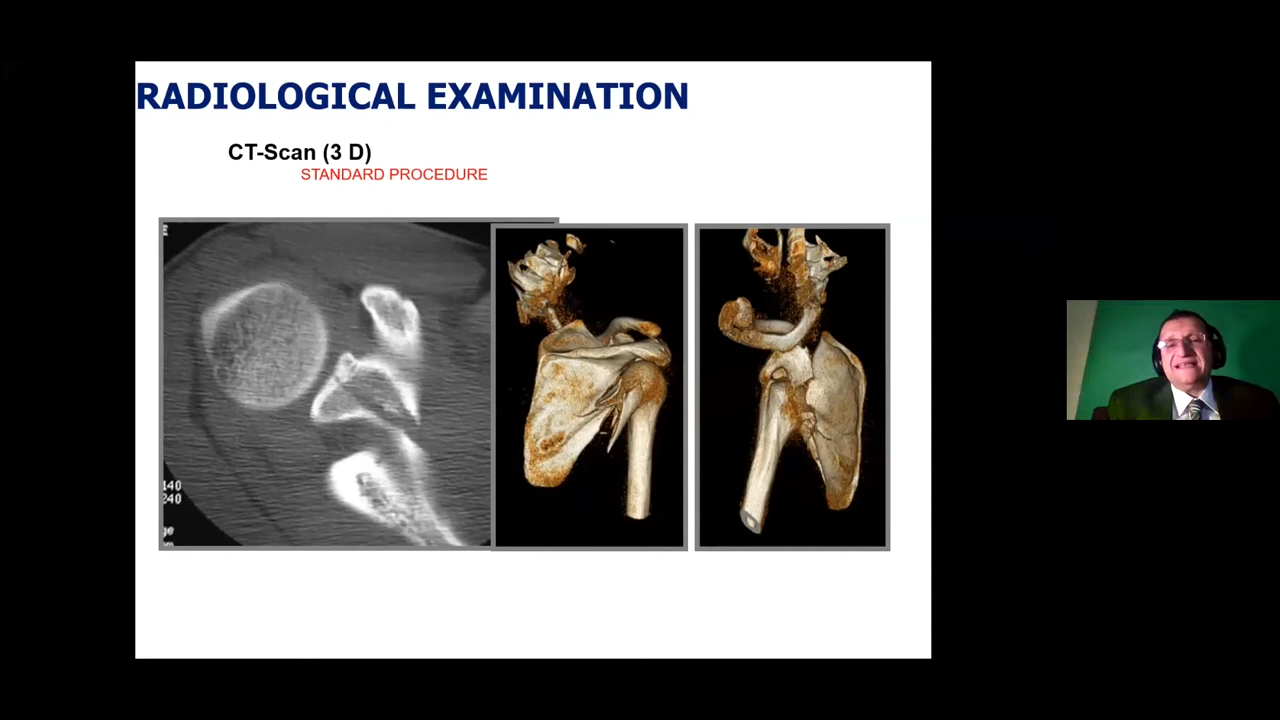 RADIOLOGICAL EXAMINATION
CT-Scan (3 D)
STANDARD PROCEDURE
E
140
240